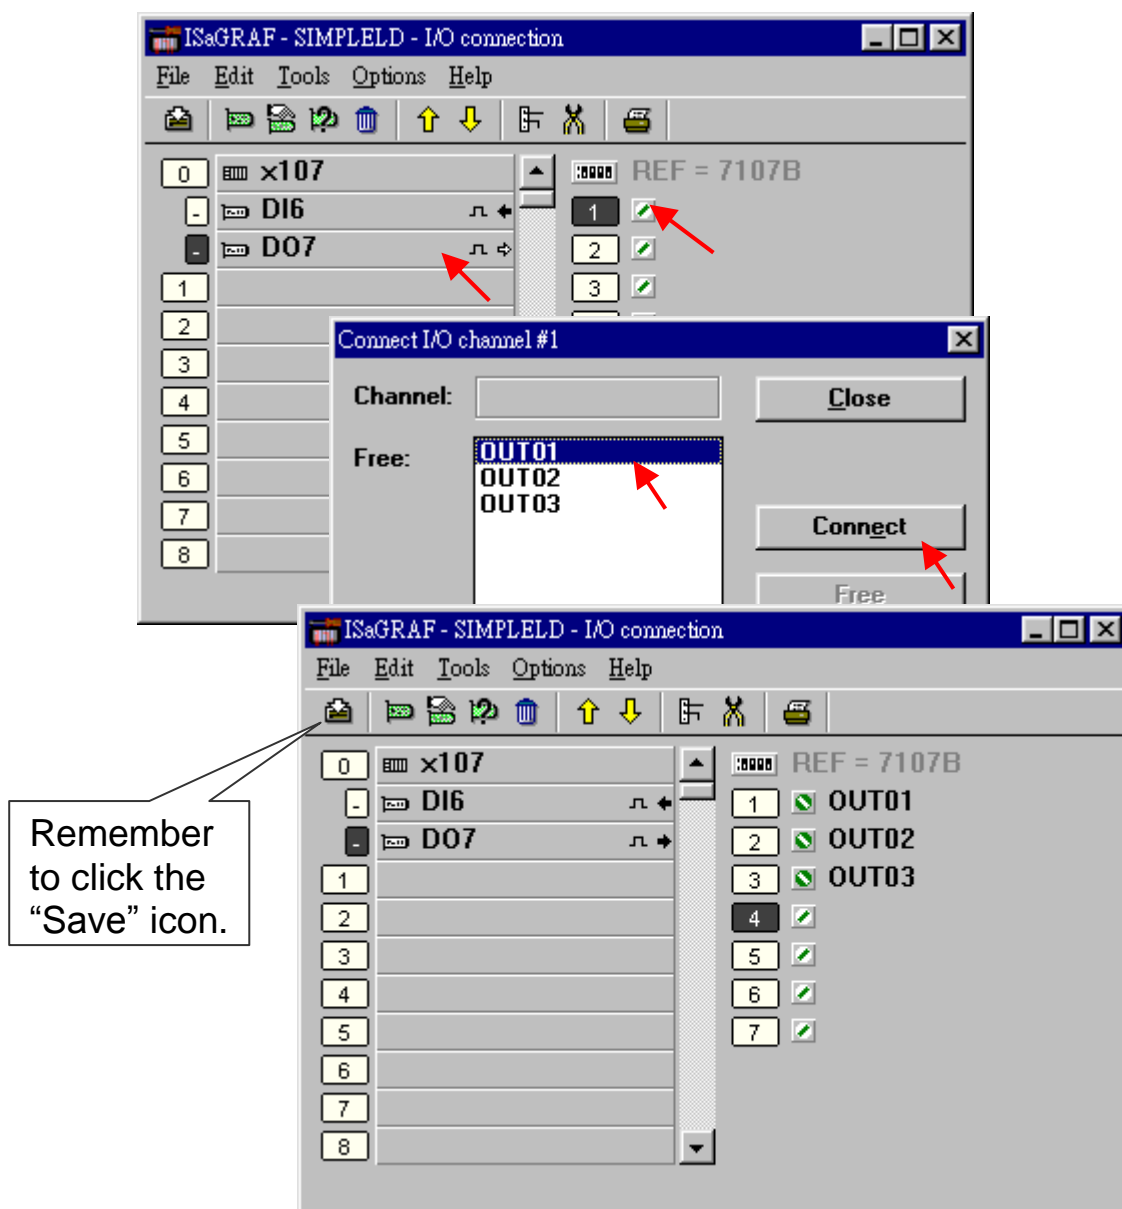 ISaGRAF - SIMPLELD - I/O connection
File Edit Tools Options Help
0 x107 REF = 7107B
- DI6 1
- DO7 2
1 3
2
3
4
5
6
7
8
Connect I/O channel #1
Channel: Close
Free: OUT01
OUT02
OUT03
Connect
Free
ISaGRAF - SIMPLELD - I/O connection
File Edit Tools Options Help
0 x107 REF = 7107B
- DI6 1 OUT01
- DO7 2 OUT02
1 3 OUT03
2 4
3 5
4 6
5 7
6
7
8
Remember
to click the
“Save” icon.